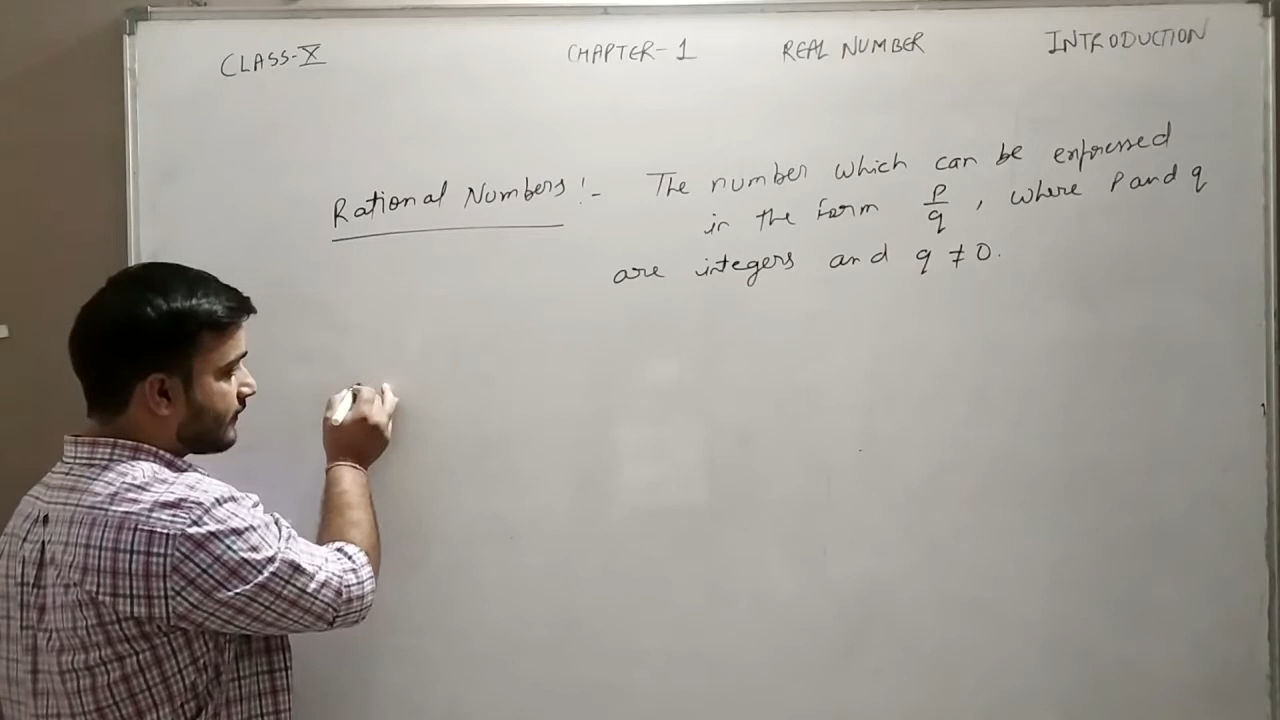 CLASS-X CHAPTER-1 REAL NUMBER INTRODUCTION
Rational Numbers :- The number which can be expressed
in the form p/q , where p and q
are integers and q ≠ 0.